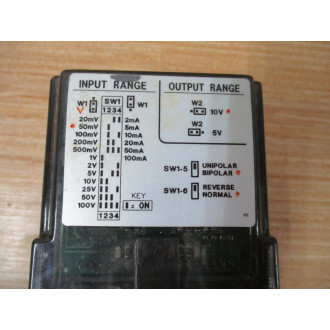 INPUT RANGE
OUTPUT RANGE
W1 SW1 W1
1234
20mV 2mA
50mV 5mA
100mV 10mA
200mV 20mA
500mV 50mA
1V 100mA
2V
5V
10V
25V
50V
100V
1234
KEY
= ON
W2
10V
W2
5V
SW1-5 UNIPOLAR
BIPOLAR
SW1-6 REVERSE
NORMAL